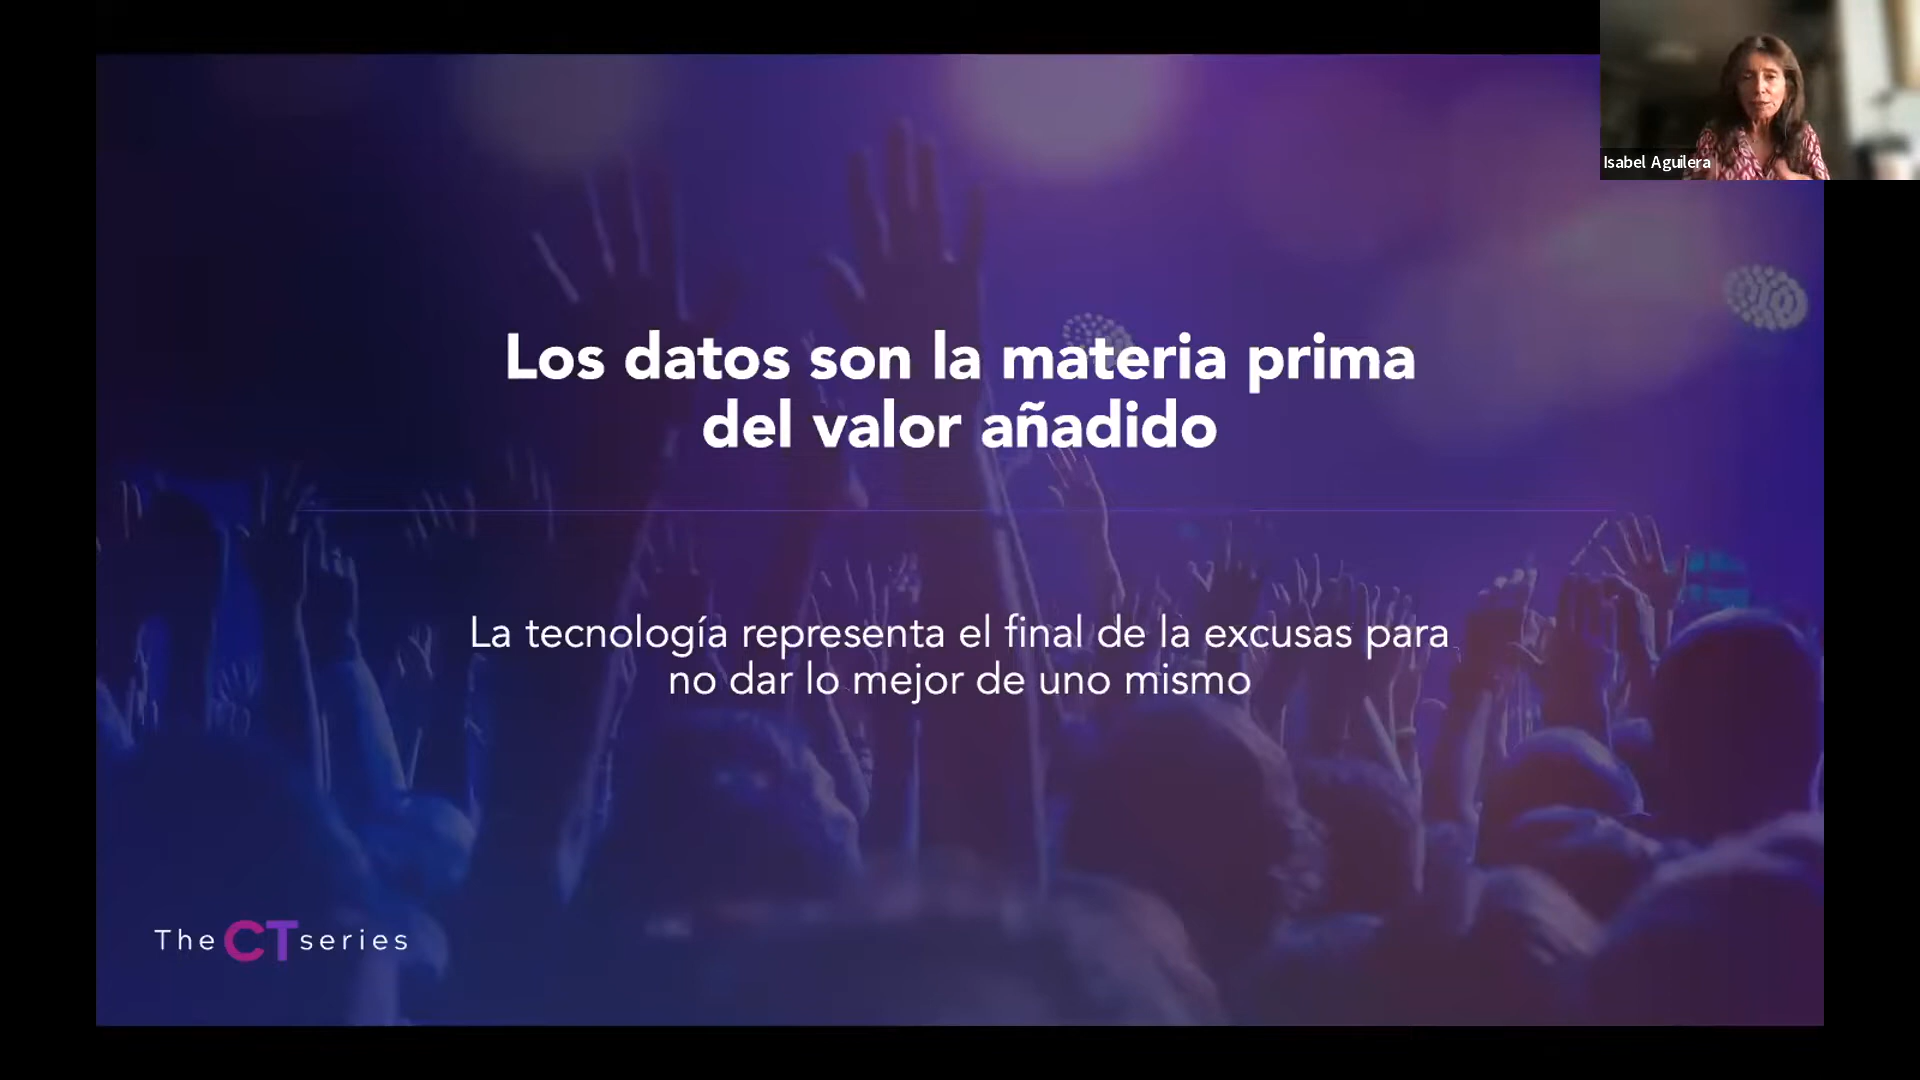 Isabel Aguilera
Los datos son la materia prima
del valor añadido
La tecnología representa el final de la excusas para
no dar lo mejor de uno mismo
The CT series